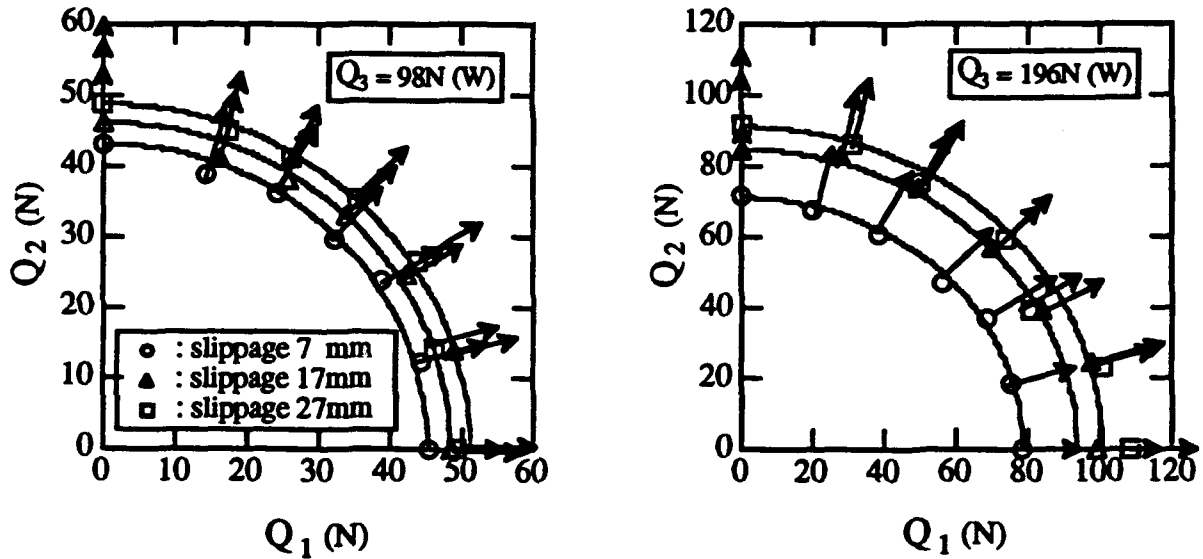 60
50
40
30
20
10
0
0 10 20 30 40 50 60
Q2 (N)
Q1 (N)
Q3 = 98N (W)
: slippage 7 mm
: slippage 17mm
: slippage 27mm
120
100
80
60
40
20
0
0 20 40 60 80 100 120
Q2 (N)
Q1 (N)
Q3 = 196N (W)